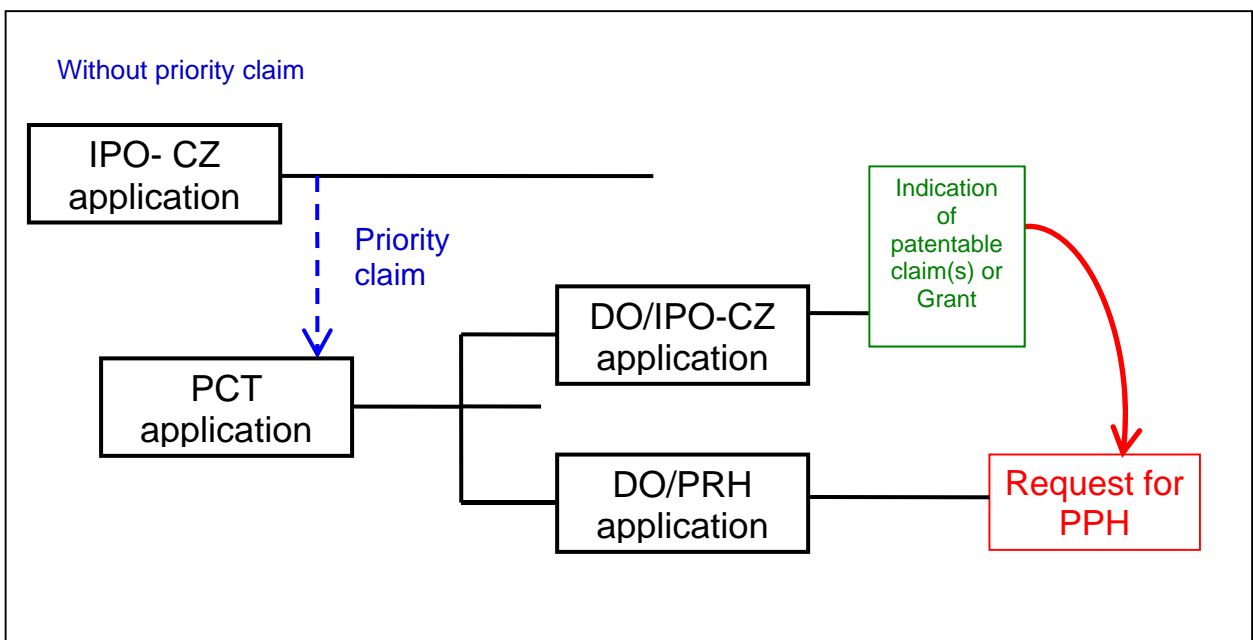 Without priority claim
IPO- CZ
application
Priority
claim
PCT
application
DO/IPO-CZ
application
Indication
of
patentable
claim(s) or
Grant
DO/PRH
application
Request for
PPH